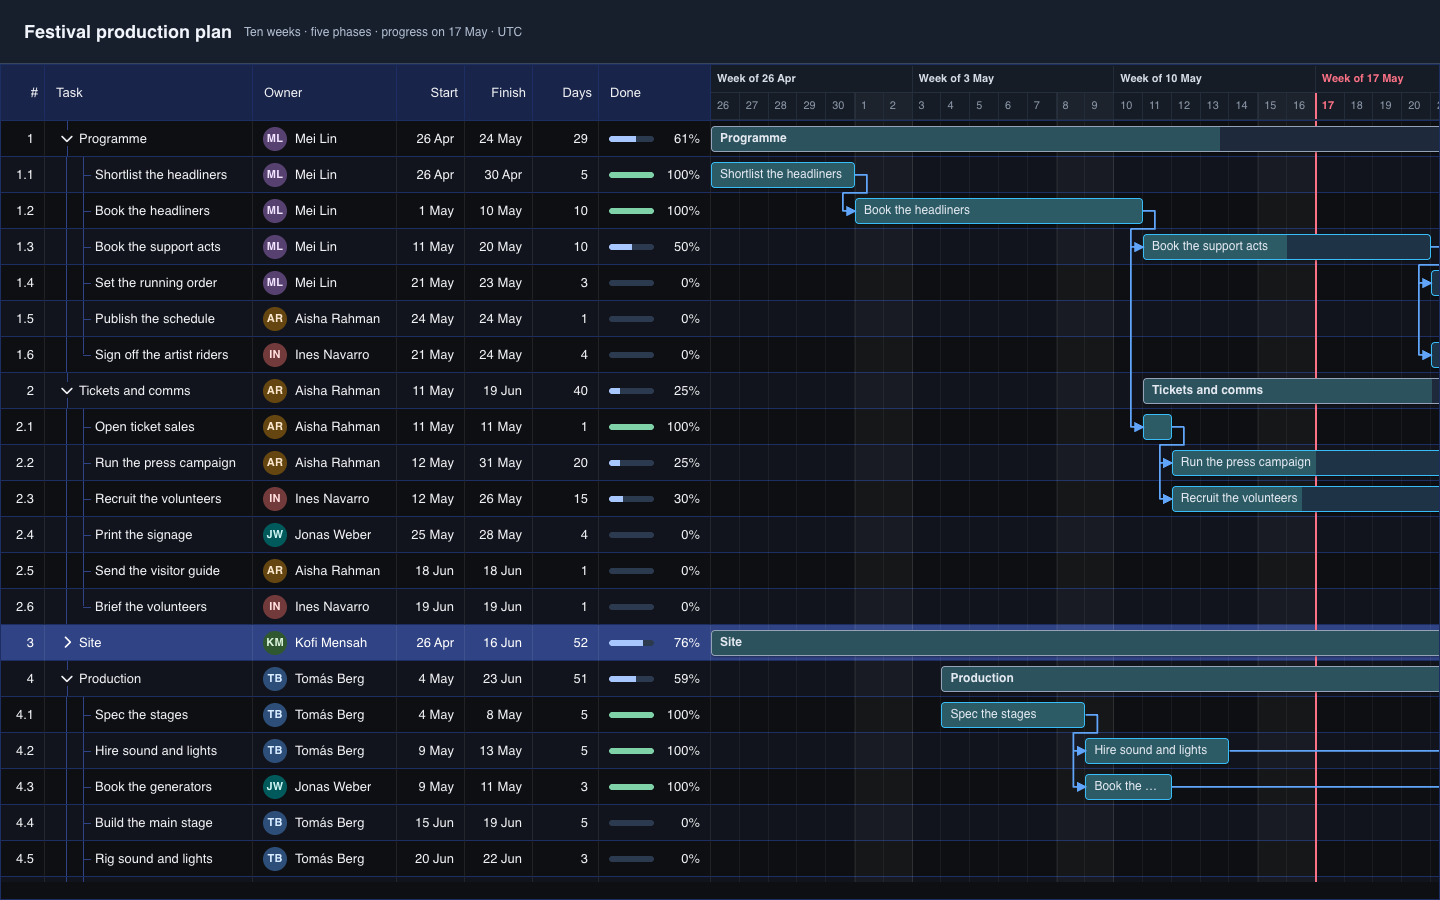 Festival production plan Ten weeks · five phases · progress on 17 May · UTC
# Task Owner Start Finish Days Done
Week of 26 Apr Week of 3 May Week of 10 May Week of 17 May
26 27 28 29 30 1 2 3 4 5 6 7 8 9 10 11 12 13 14 15 16 17 18 19 20
1 Programme ML Mei Lin 26 Apr 24 May 29 61% Programme
1.1 Shortlist the headliners ML Mei Lin 26 Apr 30 Apr 5 100% Shortlist the headliners
1.2 Book the headliners ML Mei Lin 1 May 10 May 10 100% Book the headliners
1.3 Book the support acts ML Mei Lin 11 May 20 May 10 50% Book the support acts
1.4 Set the running order ML Mei Lin 21 May 23 May 3 0%
1.5 Publish the schedule AR Aisha Rahman 24 May 24 May 1 0%
1.6 Sign off the artist riders IN Ines Navarro 21 May 24 May 4 0%
2 Tickets and comms AR Aisha Rahman 11 May 19 Jun 40 25% Tickets and comms
2.1 Open ticket sales AR Aisha Rahman 11 May 11 May 1 100%
2.2 Run the press campaign AR Aisha Rahman 12 May 31 May 20 25% Run the press campaign
2.3 Recruit the volunteers IN Ines Navarro 12 May 26 May 15 30% Recruit the volunteers
2.4 Print the signage JW Jonas Weber 25 May 28 May 4 0%
2.5 Send the visitor guide AR Aisha Rahman 18 Jun 18 Jun 1 0%
2.6 Brief the volunteers IN Ines Navarro 19 Jun 19 Jun 1 0%
3 Site KM Kofi Mensah 26 Apr 16 Jun 52 76% Site
4 Production TB Tomás Berg 4 May 23 Jun 51 59% Production
4.1 Spec the stages TB Tomás Berg 4 May 8 May 5 100% Spec the stages
4.2 Hire sound and lights TB Tomás Berg 9 May 13 May 5 100% Hire sound and lights
4.3 Book the generators JW Jonas Weber 9 May 11 May 3 100% Book the …
4.4 Build the main stage TB Tomás Berg 15 Jun 19 Jun 5 0%
4.5 Rig sound and lights TB Tomás Berg 20 Jun 22 Jun 3 0%